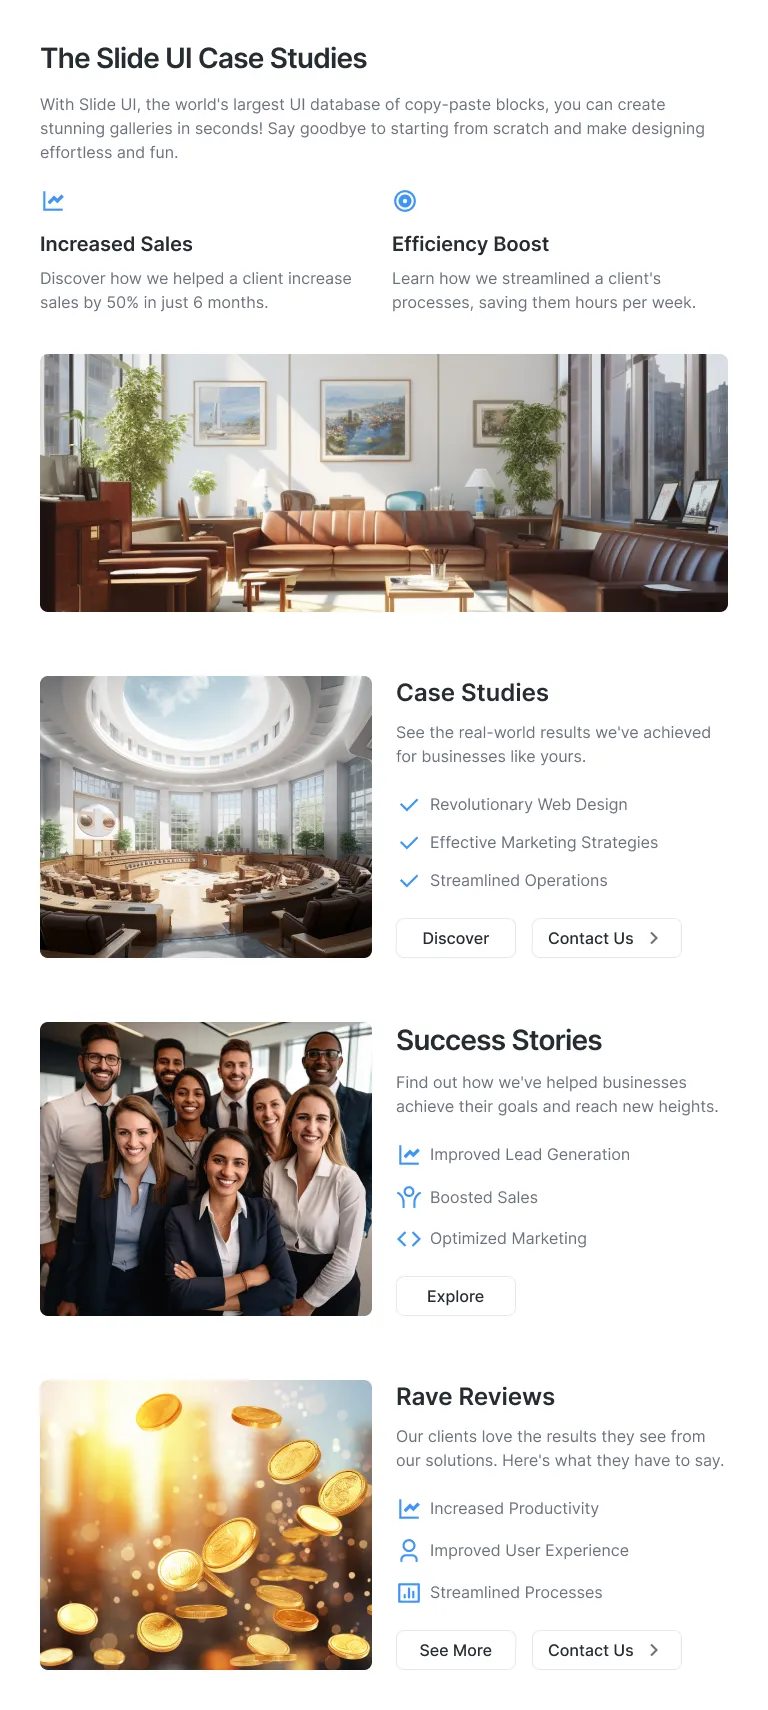 The Slide UI Case Studies
With Slide UI, the world's largest UI database of copy-paste blocks, you can create
stunning galleries in seconds! Say goodbye to starting from scratch and make designing
effortless and fun.
Increased Sales
Discover how we helped a client increase
sales by 50% in just 6 months.
Efficiency Boost
Learn how we streamlined a client's
processes, saving them hours per week.
Case Studies
See the real-world results we've achieved
for businesses like yours.
Revolutionary Web Design
Effective Marketing Strategies
Streamlined Operations
Discover
Contact Us
Success Stories
Find out how we've helped businesses
achieve their goals and reach new heights.
Improved Lead Generation
Boosted Sales
Optimized Marketing
Explore
Rave Reviews
Our clients love the results they see from
our solutions. Here's what they have to say.
Increased Productivity
Improved User Experience
Streamlined Processes
See More
Contact Us